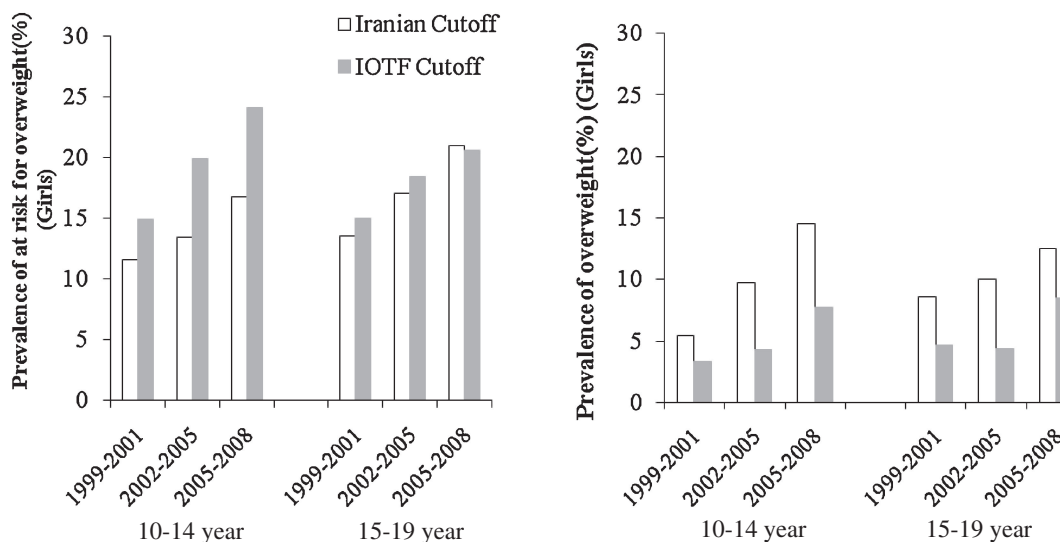 Prevalence of at risk for overweight(%)
(Girls)
30
25
20
15
10
5
0
Iranian Cutoff
IOTF Cutoff
1999-2001
2002-2005
2005-2008
1999-2001
2002-2005
2005-2008
10-14 year
15-19 year
Prevalence of overweight(%) (Girls)
30
25
20
15
10
5
0
1999-2001
2002-2005
2005-2008
1999-2001
2002-2005
2005-2008
10-14 year
15-19 year